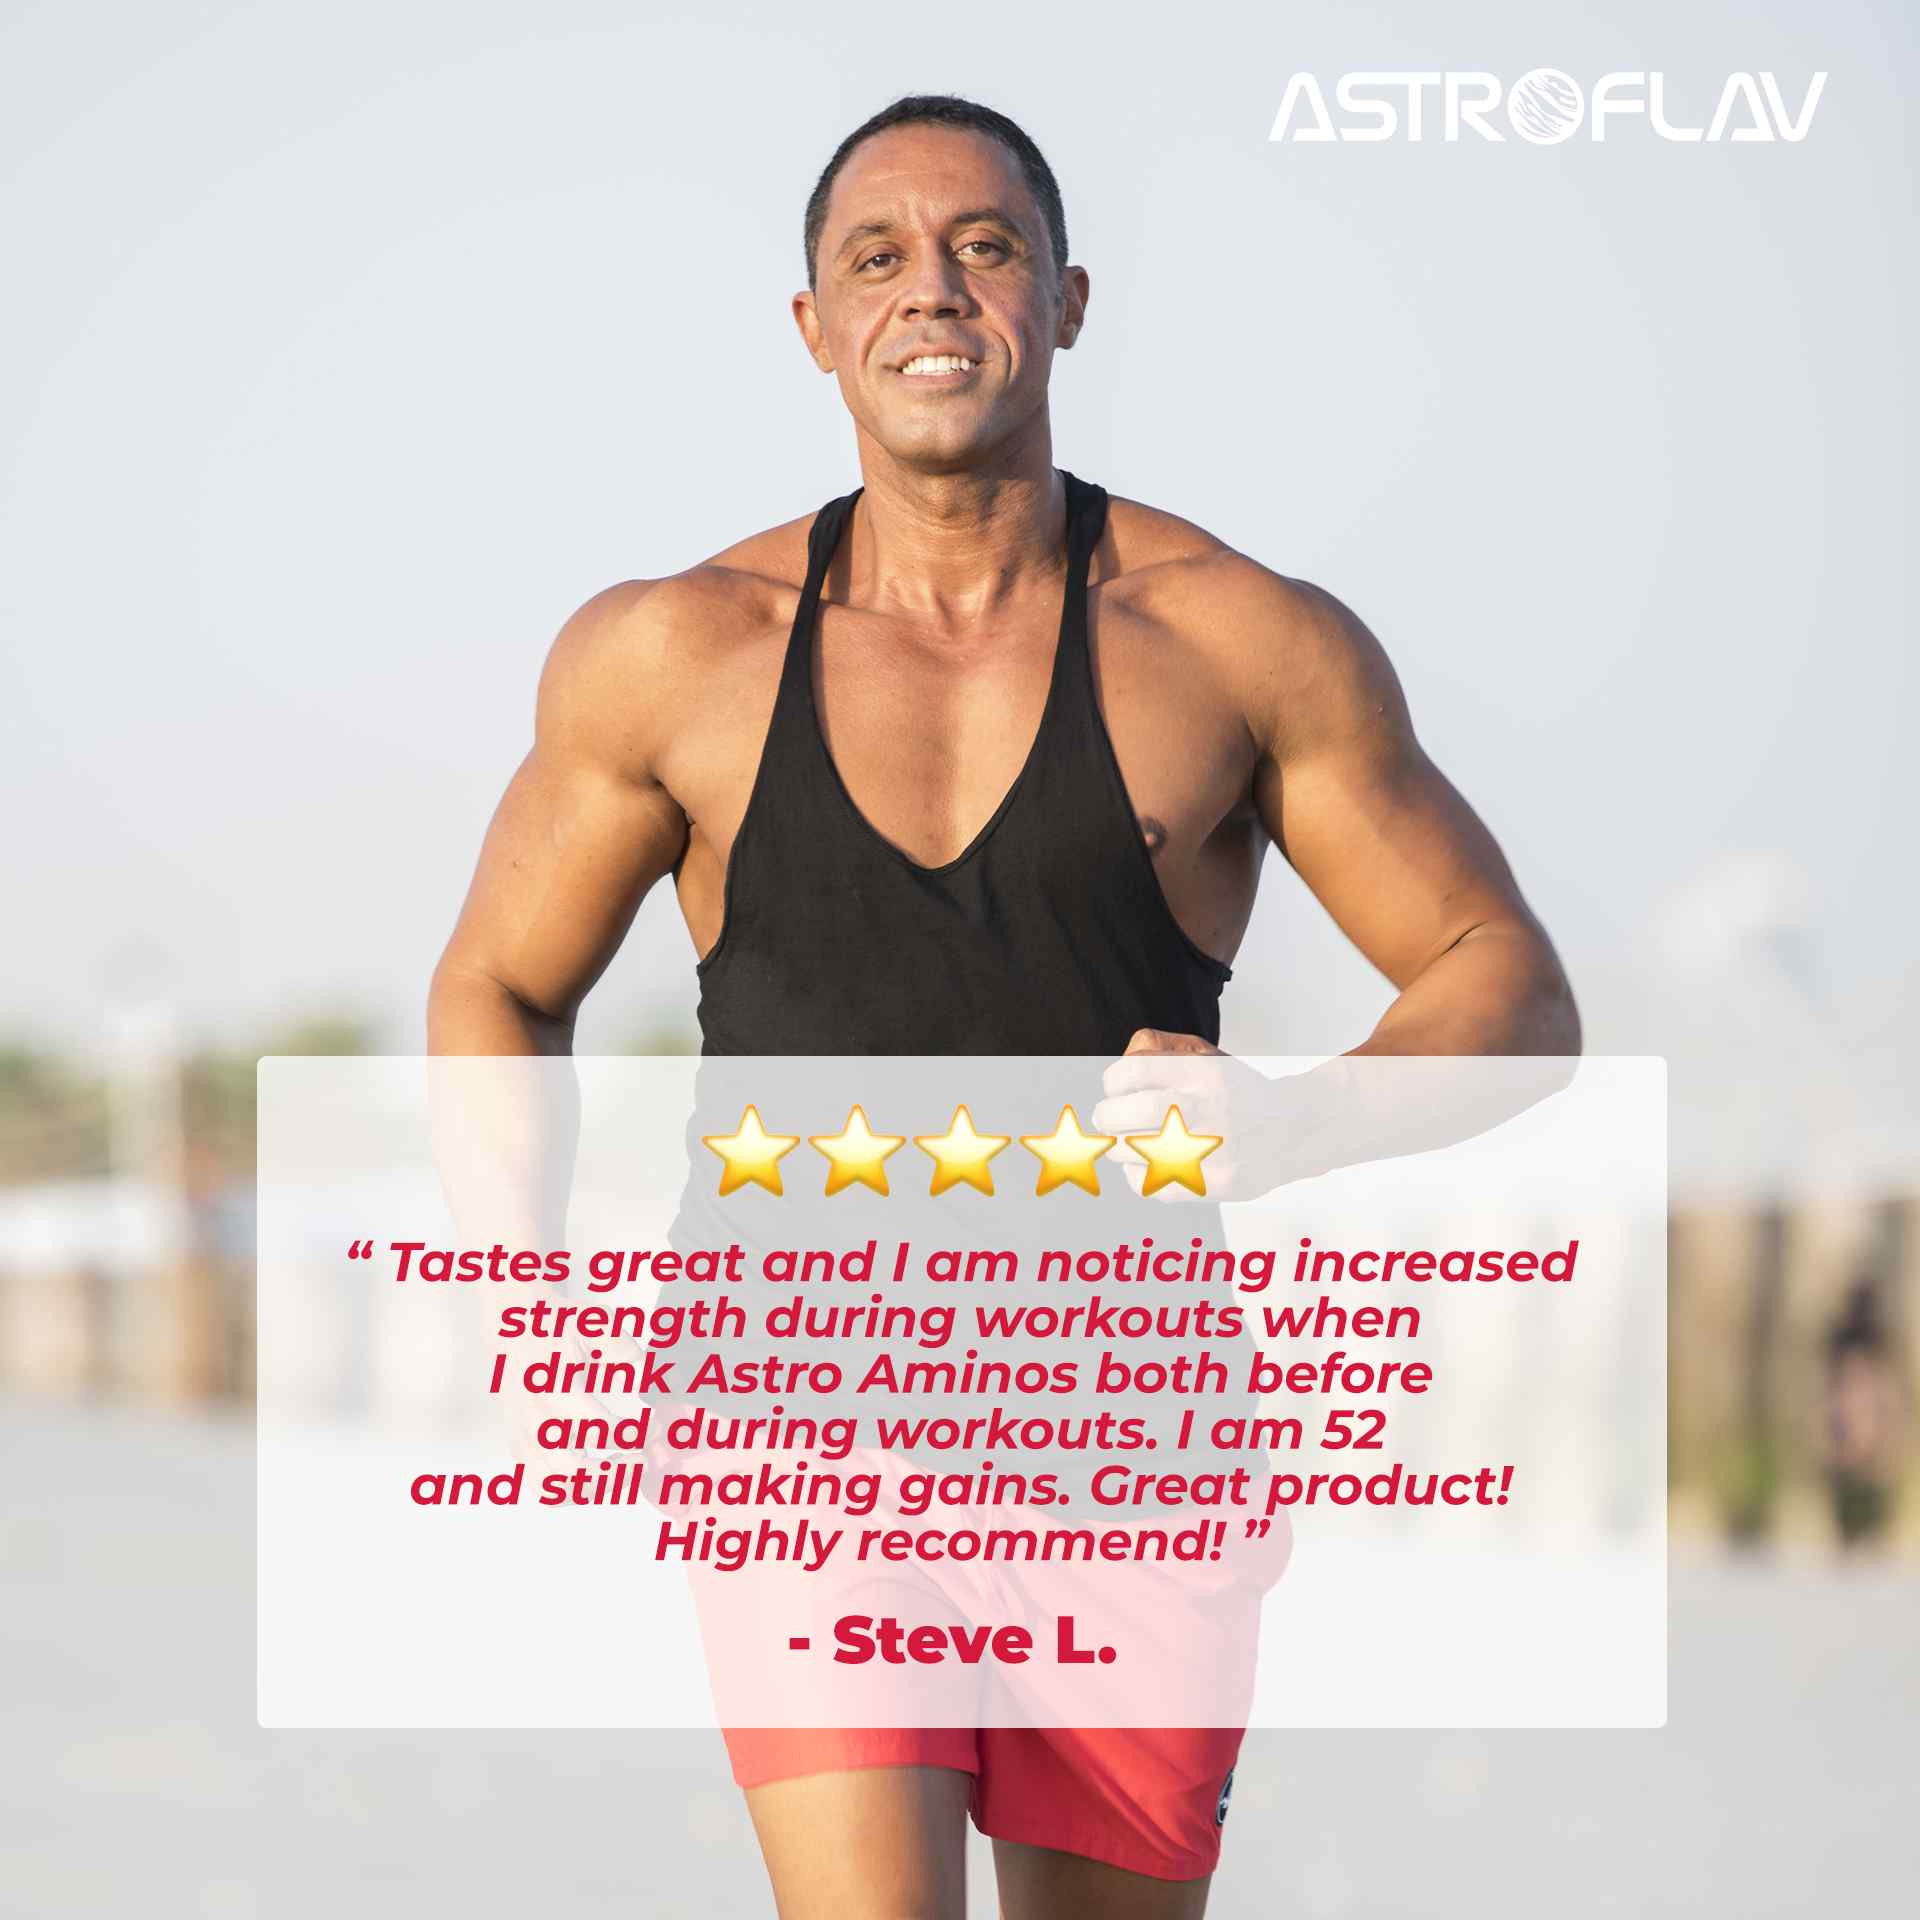 ASTROFLAV
“ Tastes great and I am noticing increased
strength during workouts when
I drink Astro Aminos both before
and during workouts. I am 52
and still making gains. Great product!
Highly recommend! ”
- Steve L.